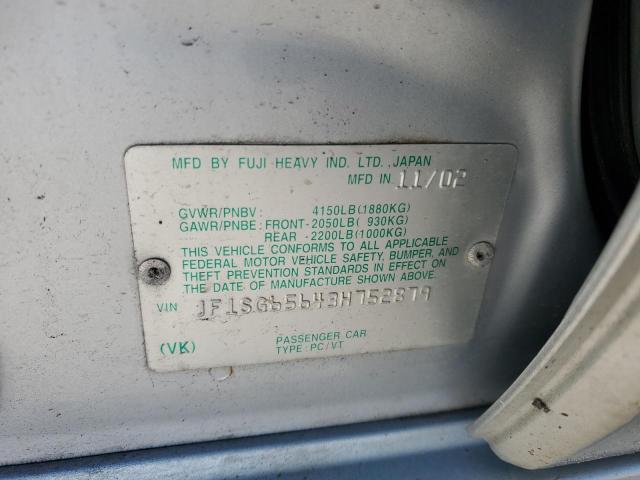 MFD BY FUJI HEAVY IND. LTD., JAPAN
MFD IN 11/02
GVWR/PNBV : 4150LB(1880KG)
GAWR/PNBE: FRONT-2050LB( 930KG)
REAR -2200LB(1000KG)
THIS VEHICLE CONFORMS TO ALL APPLICABLE
FEDERAL MOTOR VEHICLE SAFETY, BUMPER, AND
THEFT PREVENTION STANDARDS IN EFFECT ON
THE DATE OF MANUFACTURE SHOWN ABOVE.
VIN JF1SG65643H752879
(VK) PASSENGER CAR
TYPE: PC/VT